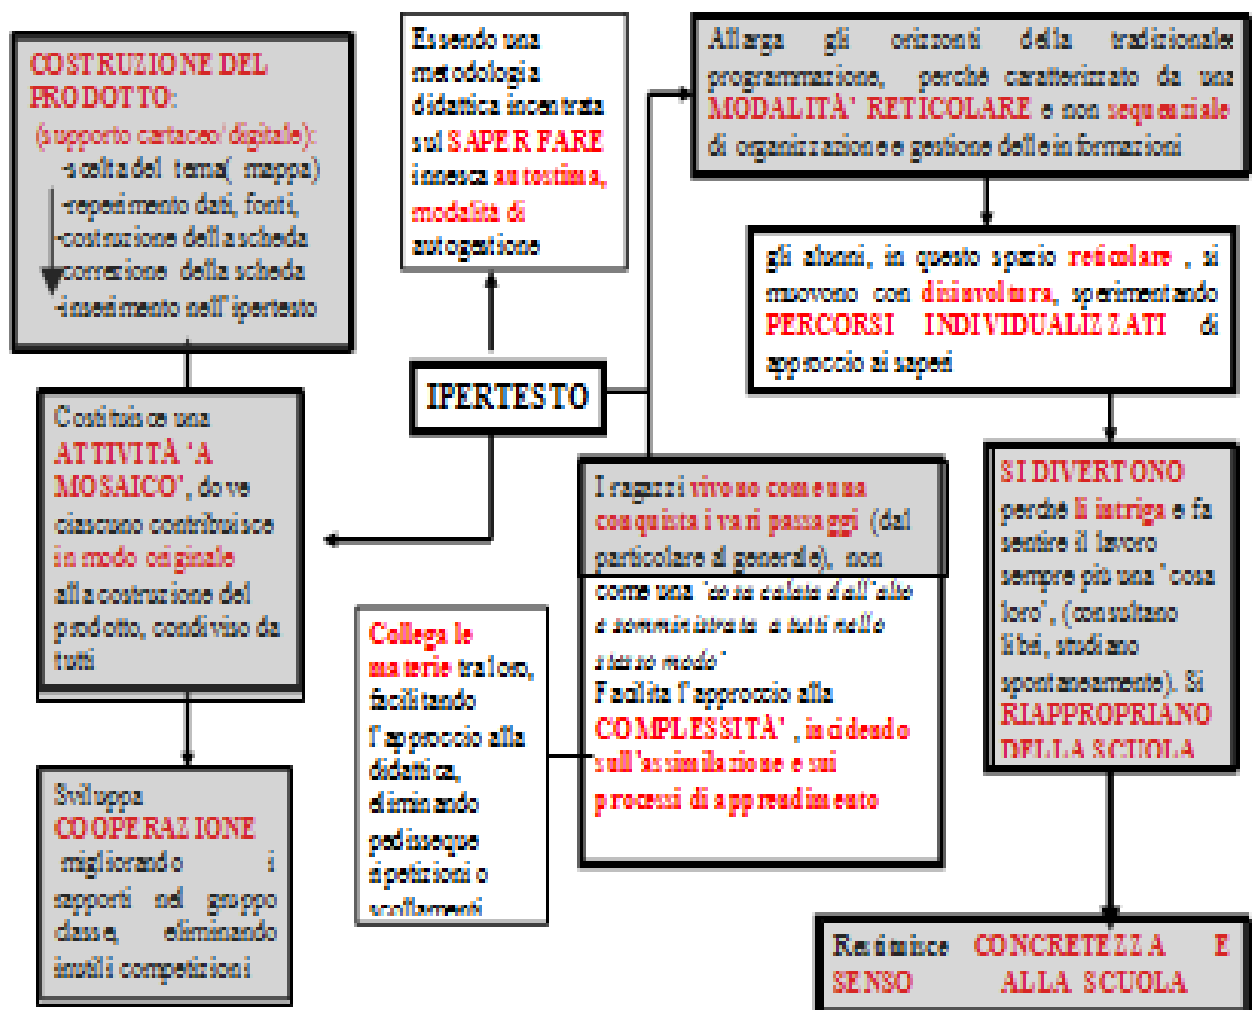 COSTRUZIONE DEL
PRODOTTO:
(supporto cartaceo/digitale):
-scelta del tema( mappa)
-reperimento dati, fonti,
-costruzione della scheda
-correzione della scheda
-inserimento nell'ipertesto
Costituisce una
ATTIVITÀ 'A
MOSAICO', dove
ciascuno contribuisce
in modo originale
alla costruzione del
prodotto, condiviso da
tutti
Sviluppa
COOPERAZIONE
migliorando i
rapporti nel gruppo
classe, eliminando
inutili competizioni
Essendo una
metodologia
didattica incentrata
sul SAPER FARE
innesca autostima,
modalità di
autogestione
IPERTESTO
Collega le
materie tra loro,
facilitando
l'approccio alla
didattica,
eliminando
pedisseque
ripetizioni o
scollamenti
I ragazzi vivono come una
conquista i vari passaggi (dal
particolare al generale), non
come una 'cosa calata dall'alto
e somministrata a tutti nello
stesso modo'
Facilita l'approccio alla
COMPLESSITÀ', incidendo
sull'assimilazione e sui
processi di apprendimento
Allarga gli orizzonti della tradizionale
programmazione, perché caratterizzato da una
MODALITÀ' RETICOLARE e non sequenziale
di organizzazione e gestione delle informazioni
gli alunni, in questo spazio reticolare , si
muovono con disinvoltura, sperimentando
PERCORSI INDIVIDUALIZZATI di
approccio ai saperi
SI DIVERTONO
perché li intriga e fa
sentire il lavoro
sempre più una 'cosa
loro', (consultano
libri, studiano
spontaneamente). Si
RIAPPROPRIANO
DELLA SCUOLA
Restituisce CONCRETEZZA E
SENSO ALLA SCUOLA